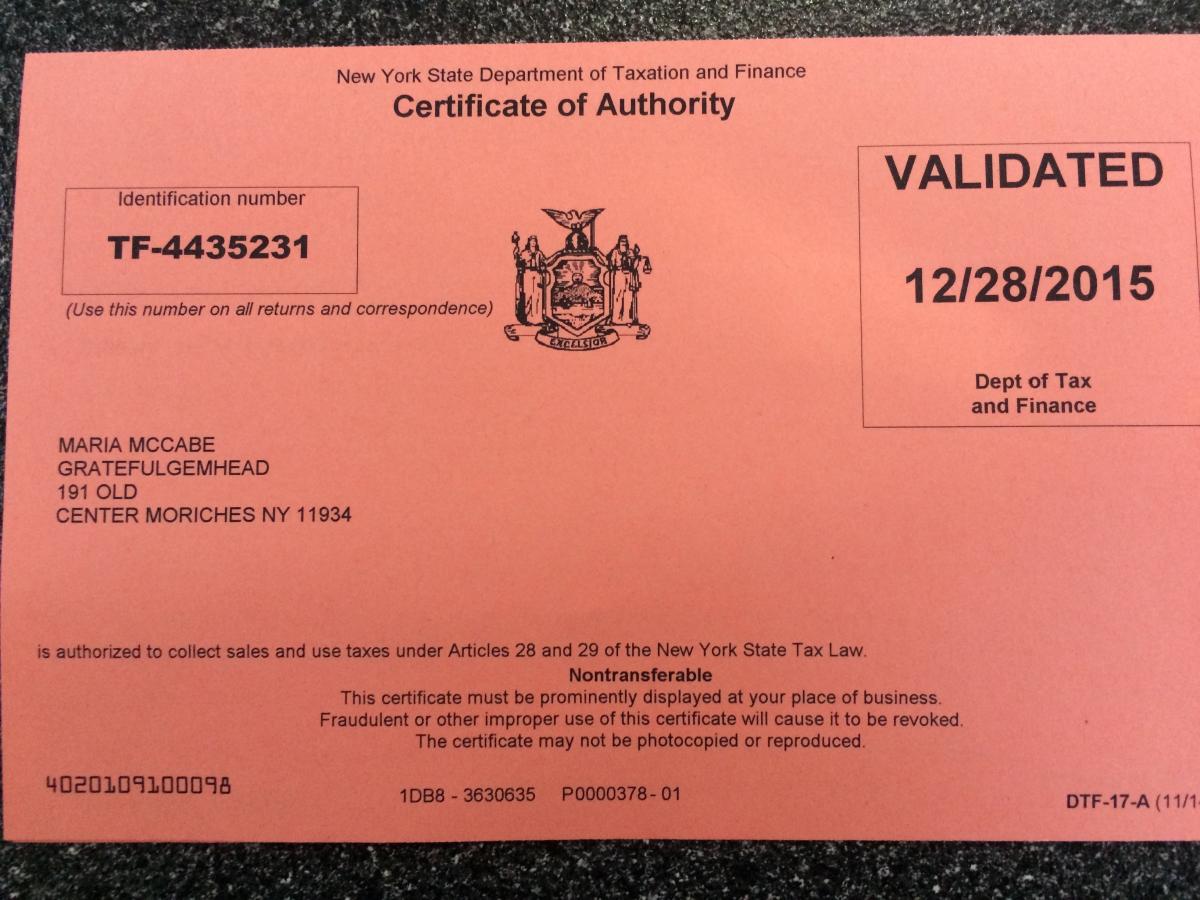 New York State Department of Taxation and Finance
Certificate of Authority
Identification number
TF-4435231
(Use this number on all returns and correspondence)
EXCELSIOR
VALIDATED
12/28/2015
Dept of Tax
and Finance
MARIA MCCABE
GRATEFULGEMHEAD
191 OLD
CENTER MORICHES NY 11934
is authorized to collect sales and use taxes under Articles 28 and 29 of the New York State Tax Law.
Nontransferable
This certificate must be prominently displayed at your place of business.
Fraudulent or other improper use of this certificate will cause it to be revoked.
The certificate may not be photocopied or reproduced.
4020109100098
1DB8 - 3630635 P0000378 - 01
DTF-17-A (11/1